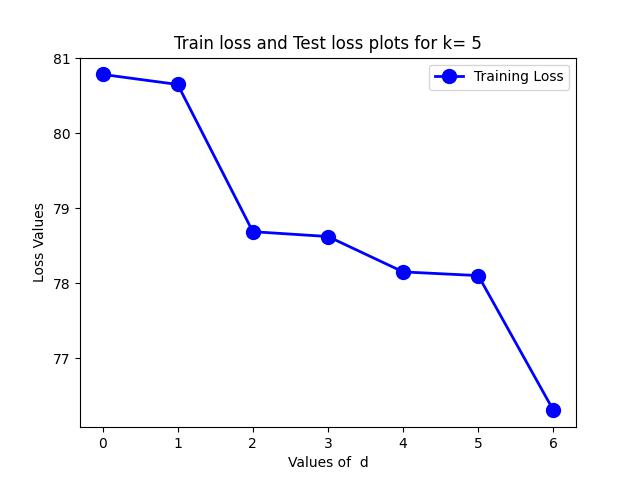 Train loss and Test loss plots for k= 5
Training Loss
Loss Values
81
80
79
78
77
0 1 2 3 4 5 6
Values of  d